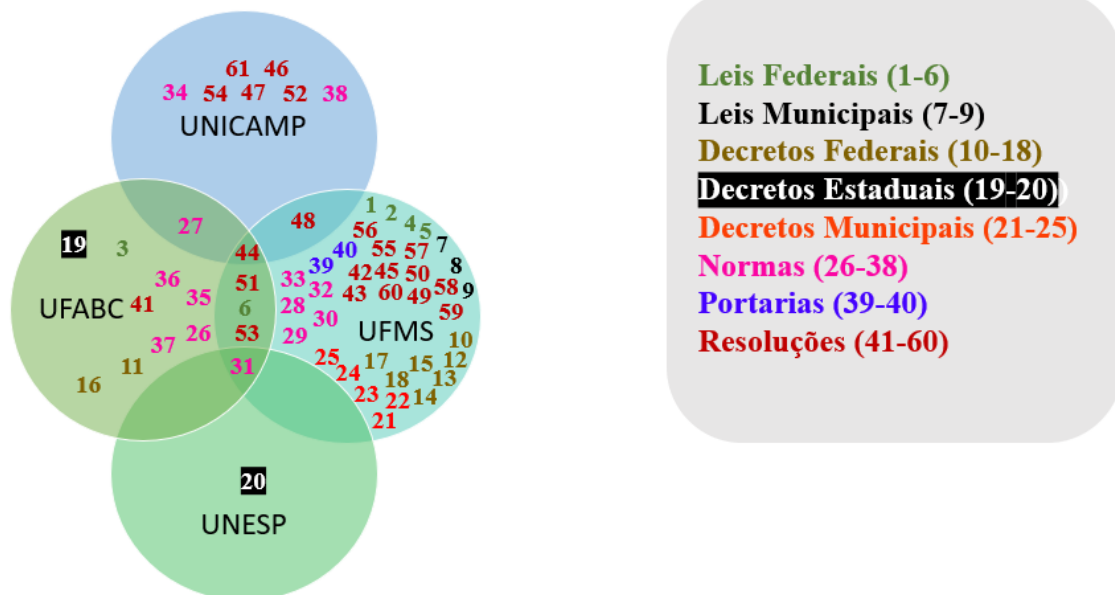 61 46
34 54 47 52 38
UNICAMP
Leis Federais (1-6)
Leis Municipais (7-9)
Decretos Federais (10-18)
Decretos Estaduais (19-20)
Decretos Municipais (21-25)
Normas (26-38)
Portarias (39-40)
Resoluções (41-60)
27
48
1 2 4 5 7
19 3
44
56
40 55 57
39 8
36 51 33 42 45 50
35 32 43 60 49 58 9
UFABC 41 6 28 59
26 53 30 UFMS
37 29 10
11 31 25 17 15 12
16 24 18 13
23 22 14
21
20
UNESP